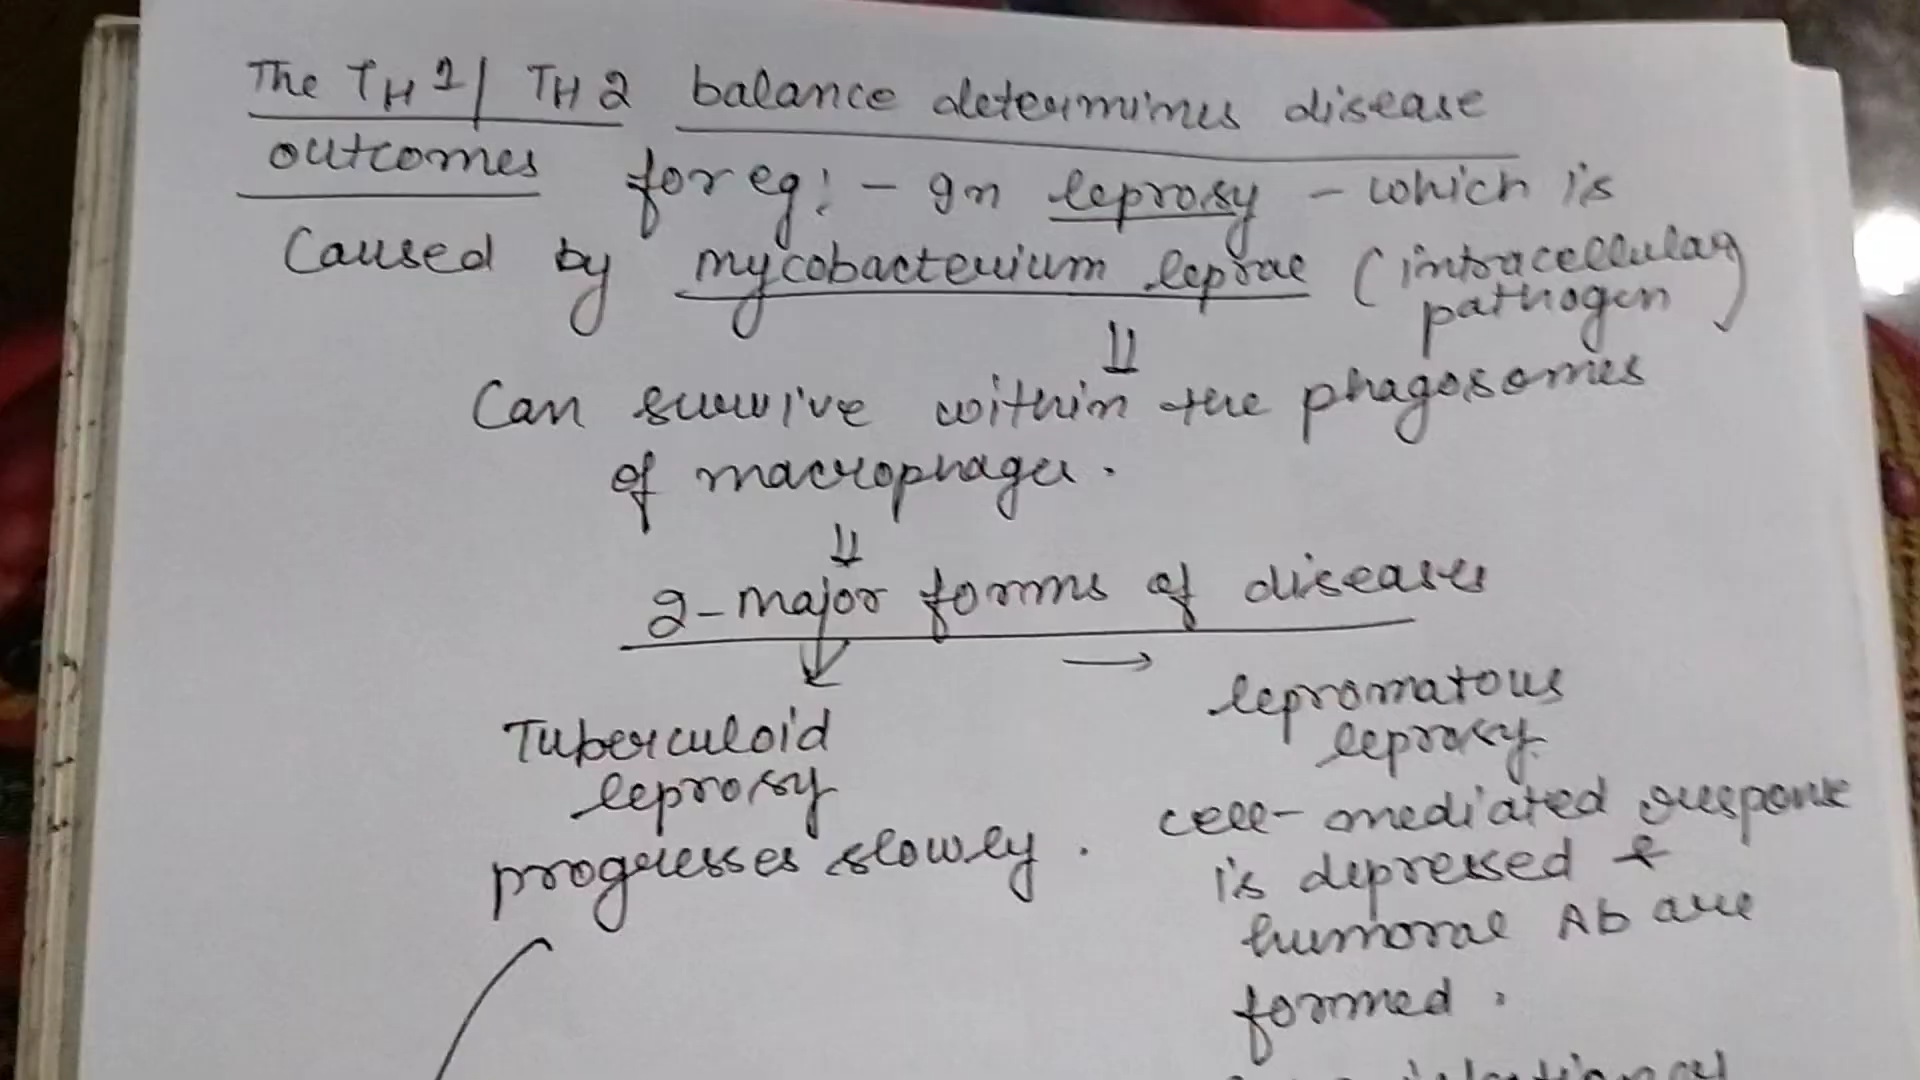 The TH1/TH2 balance determines disease
outcomes for eg:- In leprosy - which is
caused by mycobacterium leprae (intracellular
pathogen)
⇓
Can survive within the phagosomes
of macrophages.
⇓
2-major forms of diseases
↓ →
Tuberculoid
leprosy
progresses slowly.
lepromatous
leprosy.
cell-mediated response
is depressed &
humoral Ab are
formed.